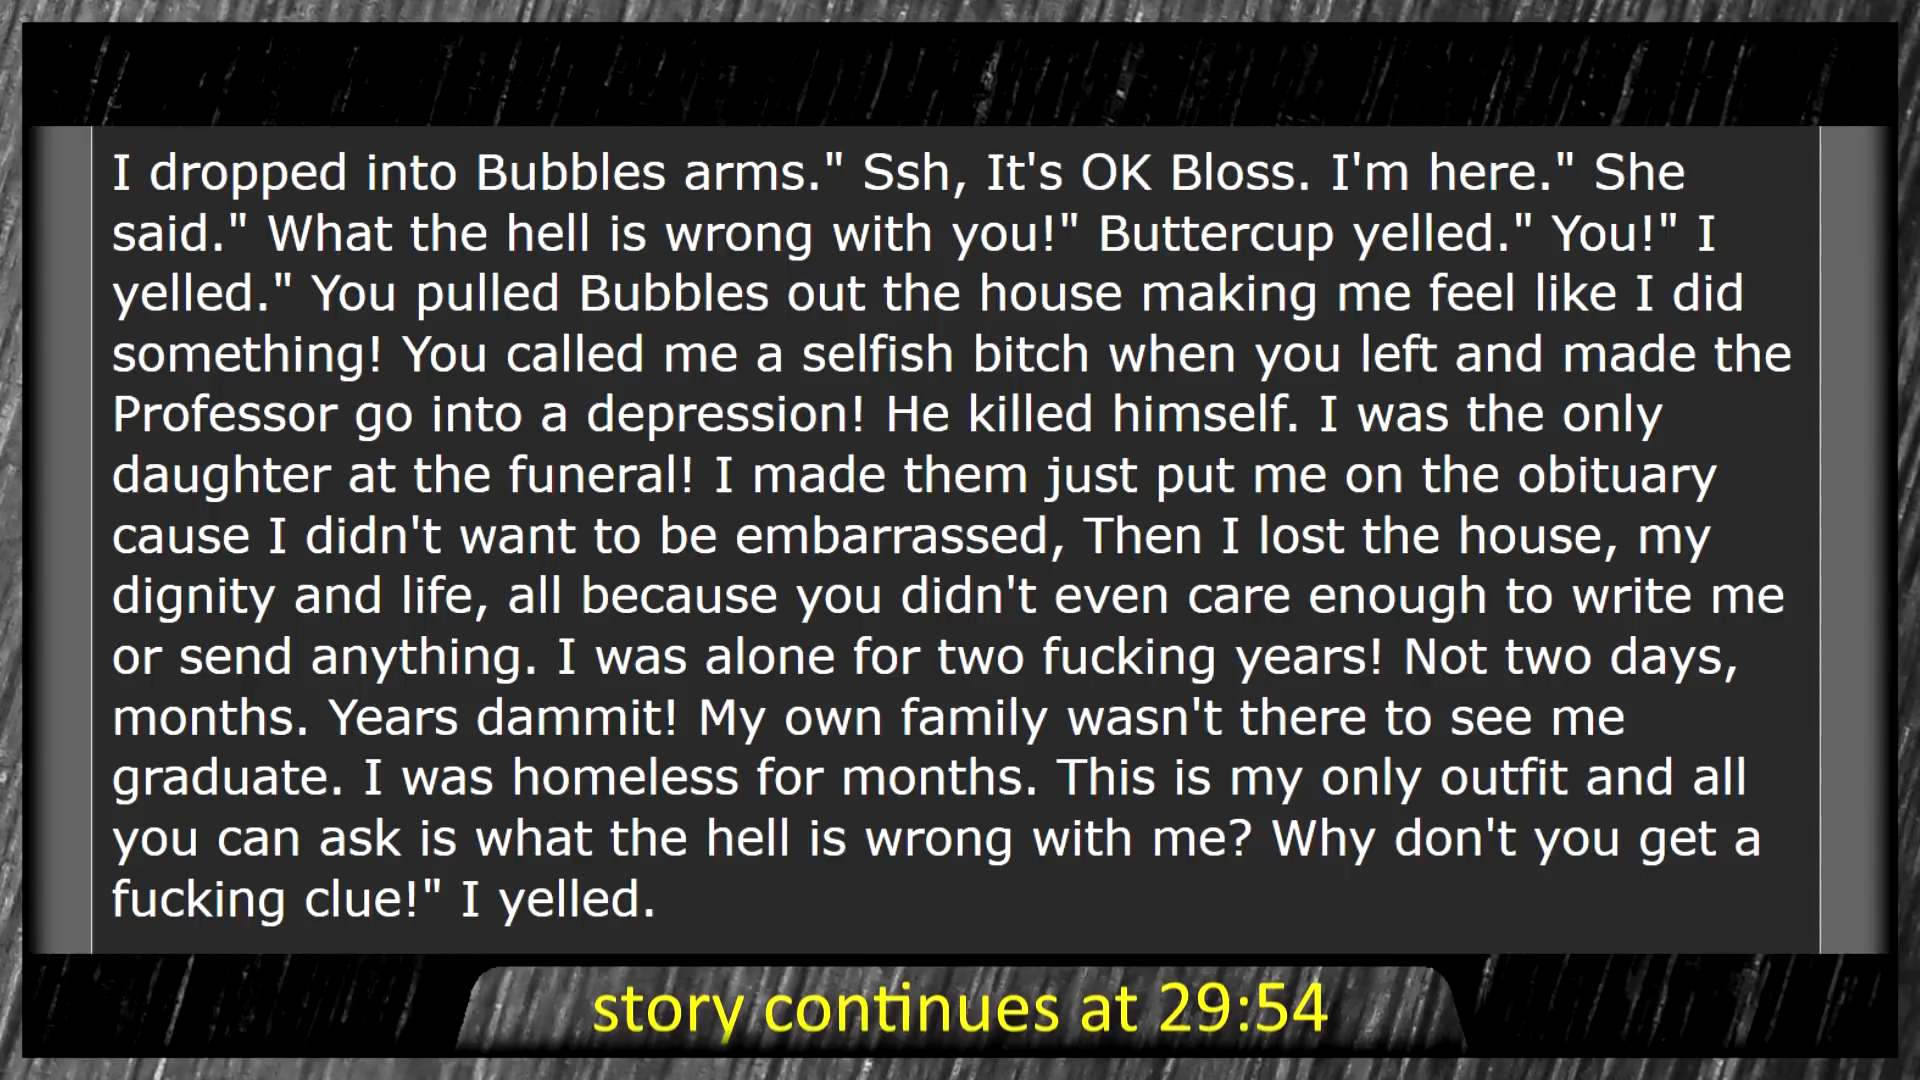 I dropped into Bubbles arms." Ssh, It's OK Bloss. I'm here." She
said." What the hell is wrong with you!" Buttercup yelled." You!" I
yelled." You pulled Bubbles out the house making me feel like I did
something! You called me a selfish bitch when you left and made the
Professor go into a depression! He killed himself. I was the only
daughter at the funeral! I made them just put me on the obituary
cause I didn't want to be embarrassed, Then I lost the house, my
dignity and life, all because you didn't even care enough to write me
or send anything. I was alone for two fucking years! Not two days,
months. Years dammit! My own family wasn't there to see me
graduate. I was homeless for months. This is my only outfit and all
you can ask is what the hell is wrong with me? Why don't you get a
fucking clue!" I yelled.
story continues at 29:54